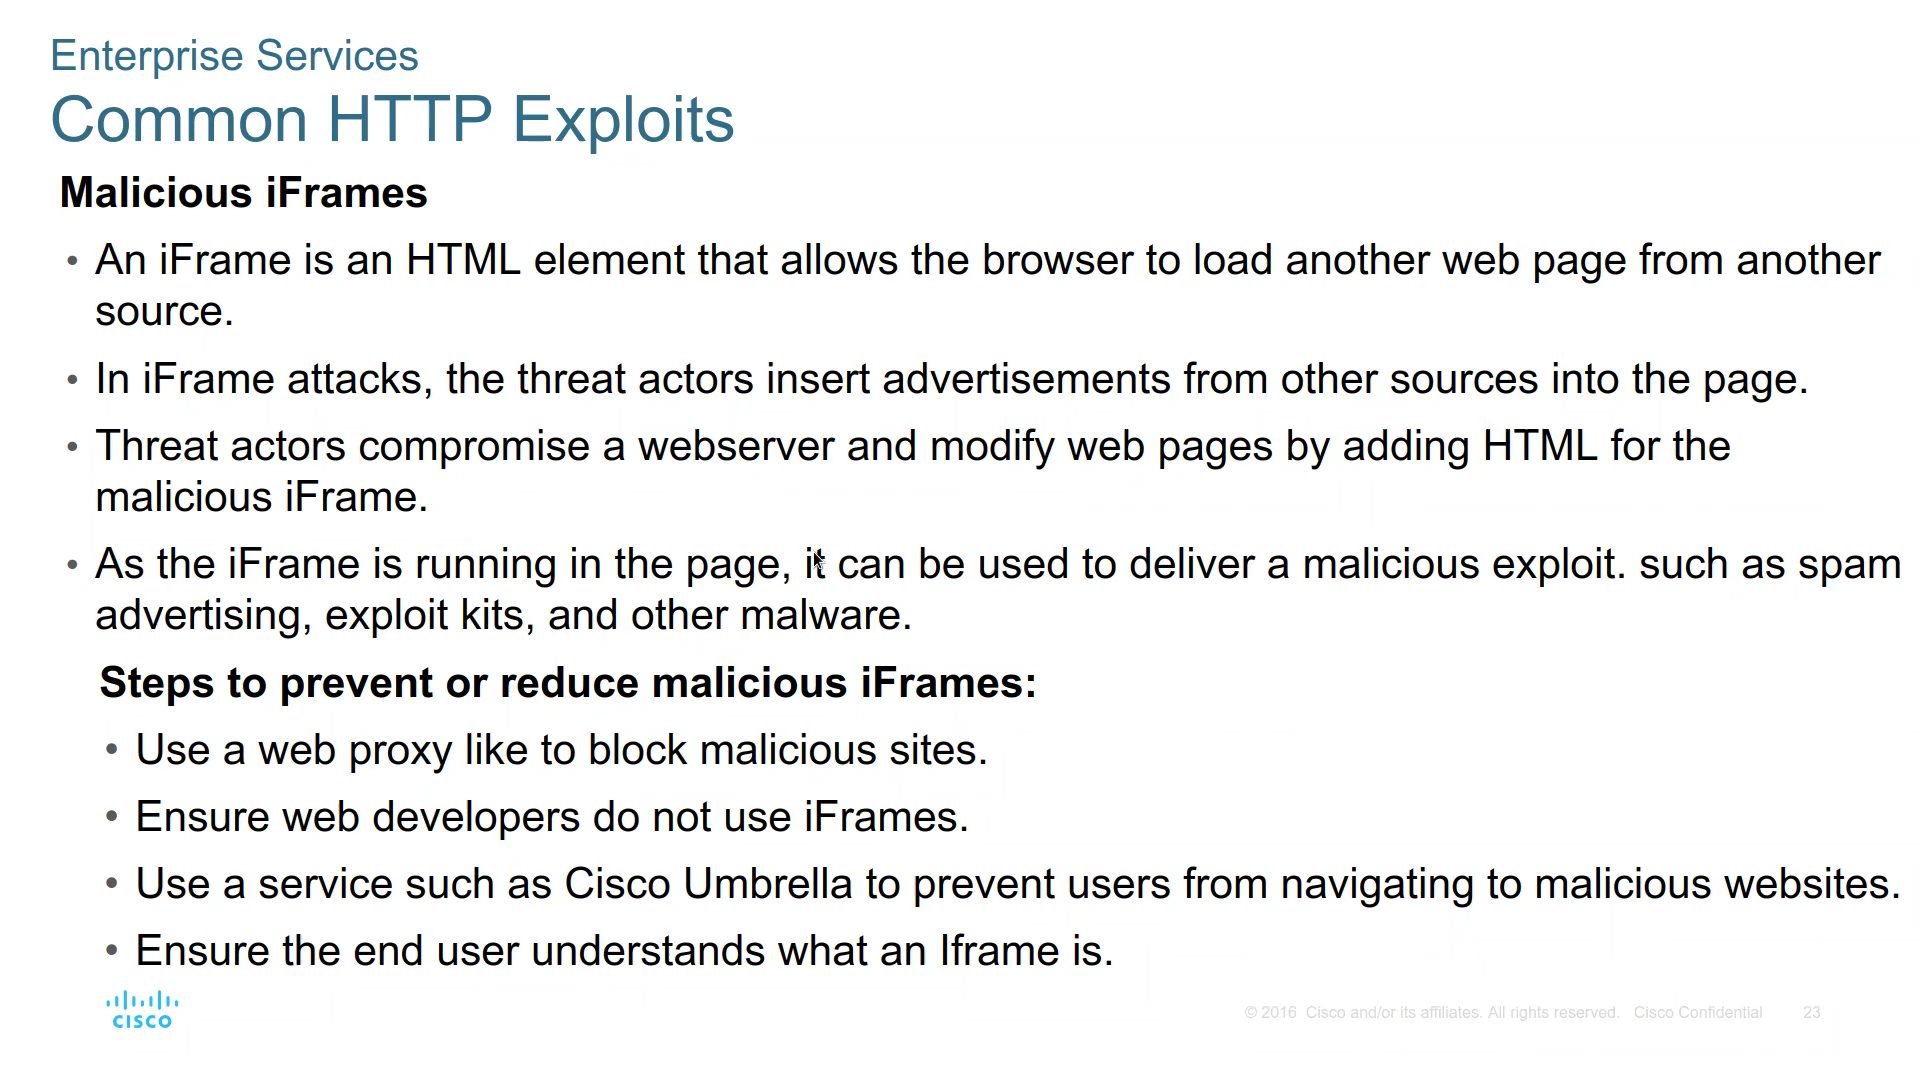 Enterprise Services
Common HTTP Exploits
Malicious iFrames
• An iFrame is an HTML element that allows the browser to load another web page from another
source.
• In iFrame attacks, the threat actors insert advertisements from other sources into the page.
• Threat actors compromise a webserver and modify web pages by adding HTML for the
malicious iFrame.
• As the iFrame is running in the page, it can be used to deliver a malicious exploit. such as spam
advertising, exploit kits, and other malware.
Steps to prevent or reduce malicious iFrames:
• Use a web proxy like to block malicious sites.
• Ensure web developers do not use iFrames.
• Use a service such as Cisco Umbrella to prevent users from navigating to malicious websites.
• Ensure the end user understands what an Iframe is.
CISCO
© 2016 Cisco and/or its affiliates. All rights reserved. Cisco Confidential 23